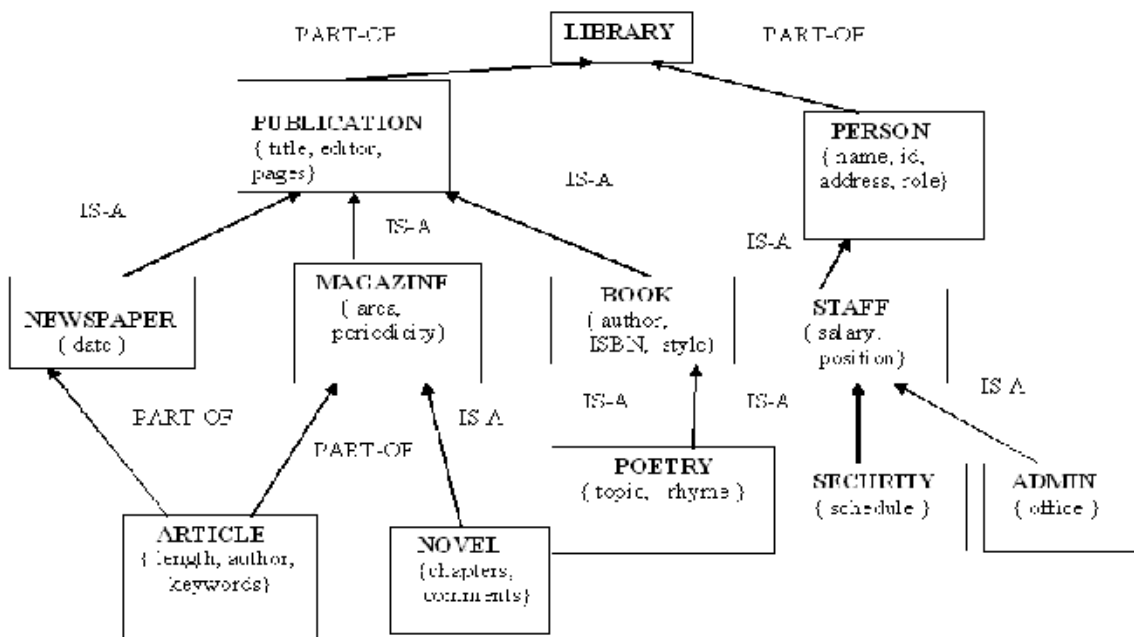 PART-OF
LIBRARY
PART-OF
PUBLICATION
{ title, editor,
pages}
PERSON
{ name, id,
address, role}
IS-A
IS-A
IS-A
IS-A
NEWSPAPER
{ date }
MAGAZINE
{ area,
periodicity}
BOOK
{ author,
ISBN, style}
STAFF
{ salary,
position}
PART-OF
PART-OF
IS-A
IS-A
IS-A
IS-A
ARTICLE
{ length, author,
keywords}
NOVEL
{chapters,
comments}
POETRY
{ topic, rhyme }
SECURITY
{ schedule }
ADMIN
{ office }